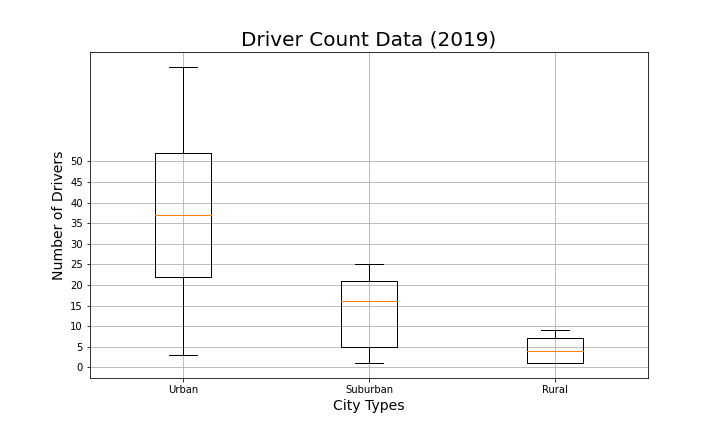 Driver Count Data (2019)
Number of Drivers
50
45
40
35
30
25
20
15
10
5
0
Urban
Suburban
Rural
City Types